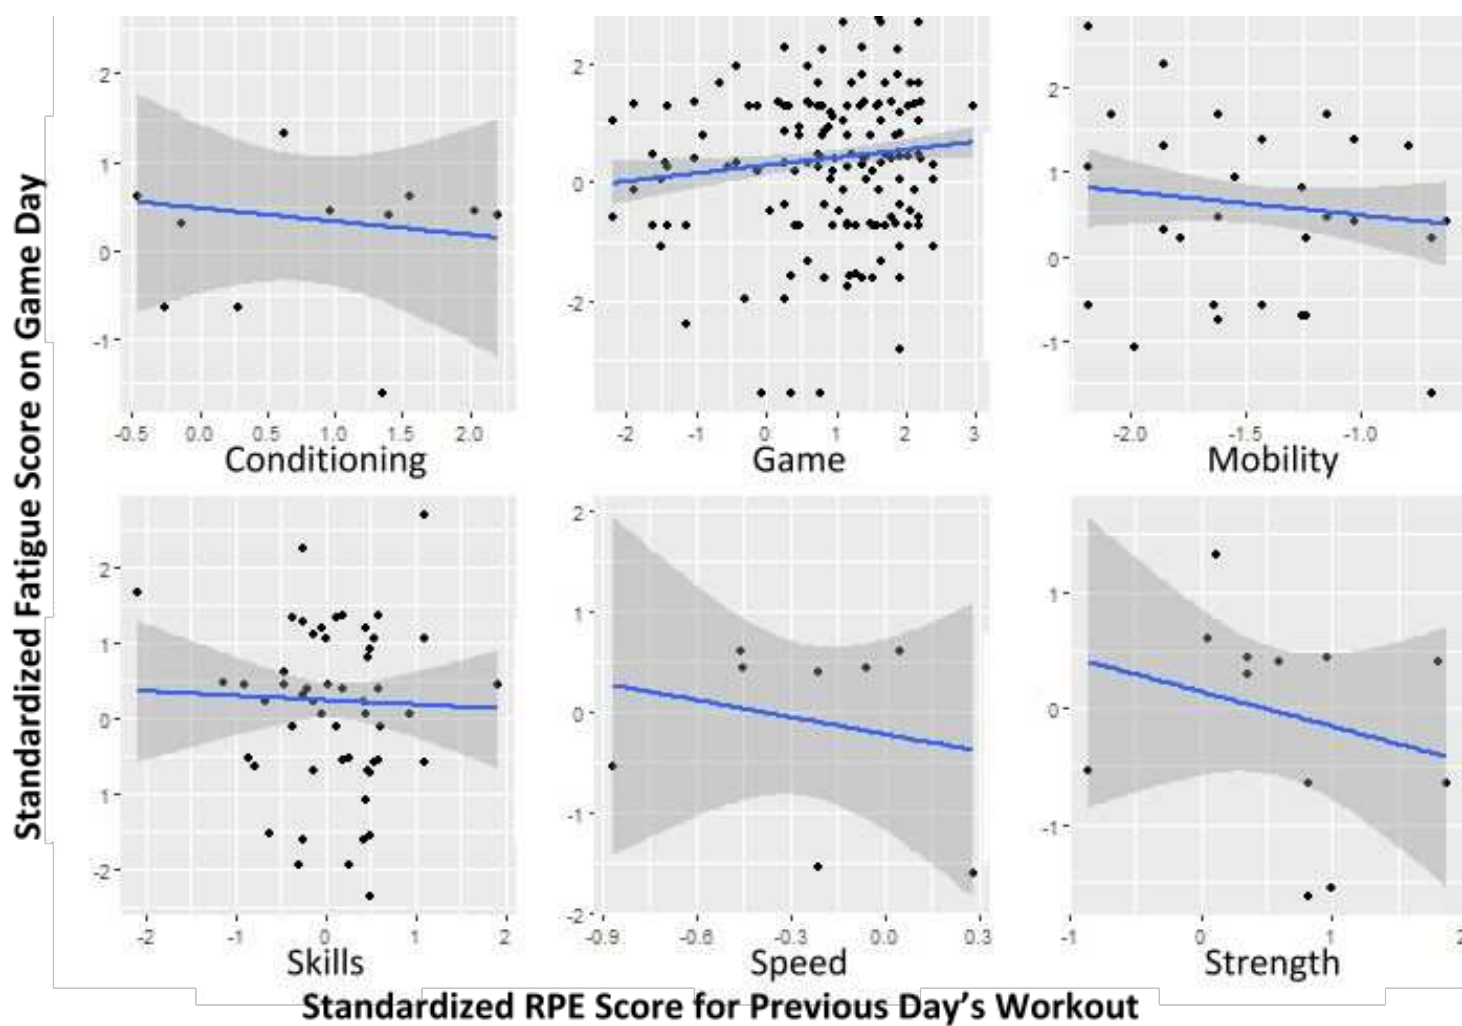 Standardized Fatigue Score on Game Day
2
1
0
-1
-0.5 0.0 0.5 1.0 1.5 2.0
Conditioning
2
0
-2
-2 -1 0 1 2 3
Game
2
1
0
-1
-2.0 -1.5 -1.0
Mobility
2
1
0
1
-2
-2 -1 0 1 2
Skills
2
1
0
-1
-2
-0.9 -0.6 -0.3 0.0 0.3
Speed
1
0
-1
-1 0 1 2
Strength
Standardized RPE Score for Previous Day's Workout